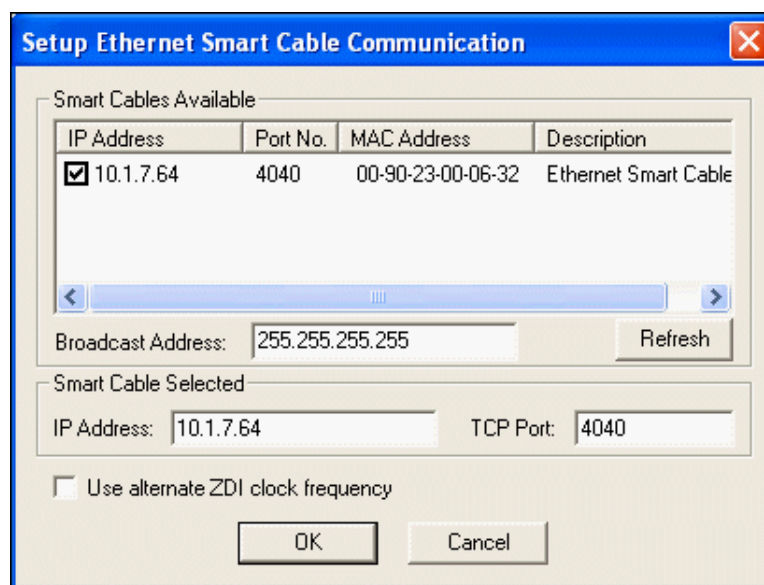 Setup Ethernet Smart Cable Communication
Smart Cables Available
IP Address Port No. MAC Address Description
10.1.7.64 4040 00-90-23-00-06-32 Ethernet Smart Cable
Broadcast Address: 255.255.255.255 Refresh
Smart Cable Selected
IP Address: 10.1.7.64 TCP Port: 4040
Use alternate ZDI clock frequency
OK Cancel